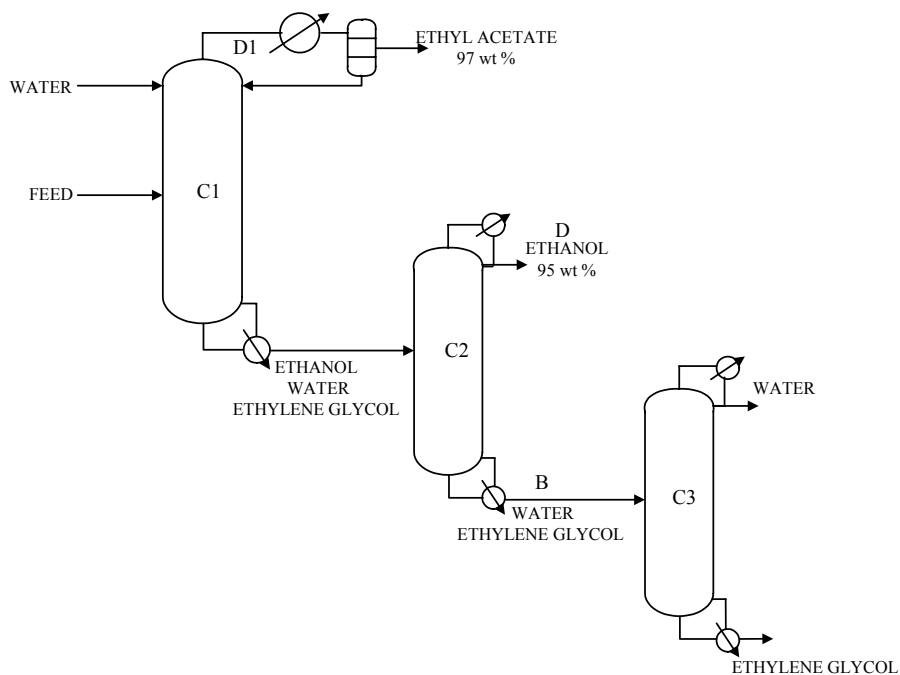 D1
ETHYL ACETATE
97 wt %
WATER
FEED
C1
D
ETHANOL
95 wt %
C2
ETHANOL
WATER
ETHYLENE GLYCOL
WATER
B
C3
WATER
ETHYLENE GLYCOL
ETHYLENE GLYCOL